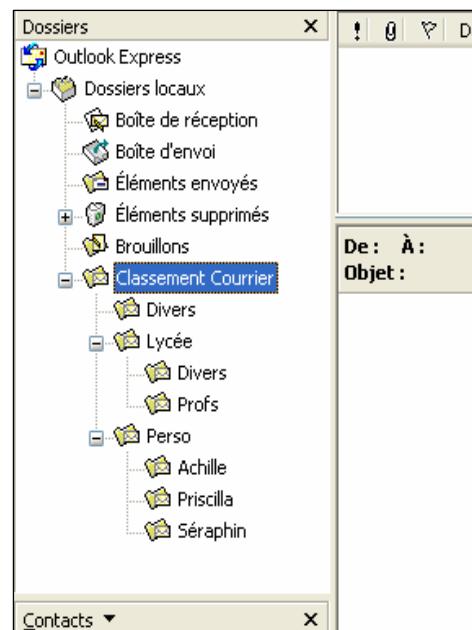 Dossiers
Outlook Express
Dossiers locaux
Boîte de réception
Boîte d'envoi
Éléments envoyés
Éléments supprimés
Brouillons
Classement Courrier
Divers
Lycée
Divers
Profs
Perso
Achille
Priscilla
Séraphin
Contacts
! D
De : À :
Objet :